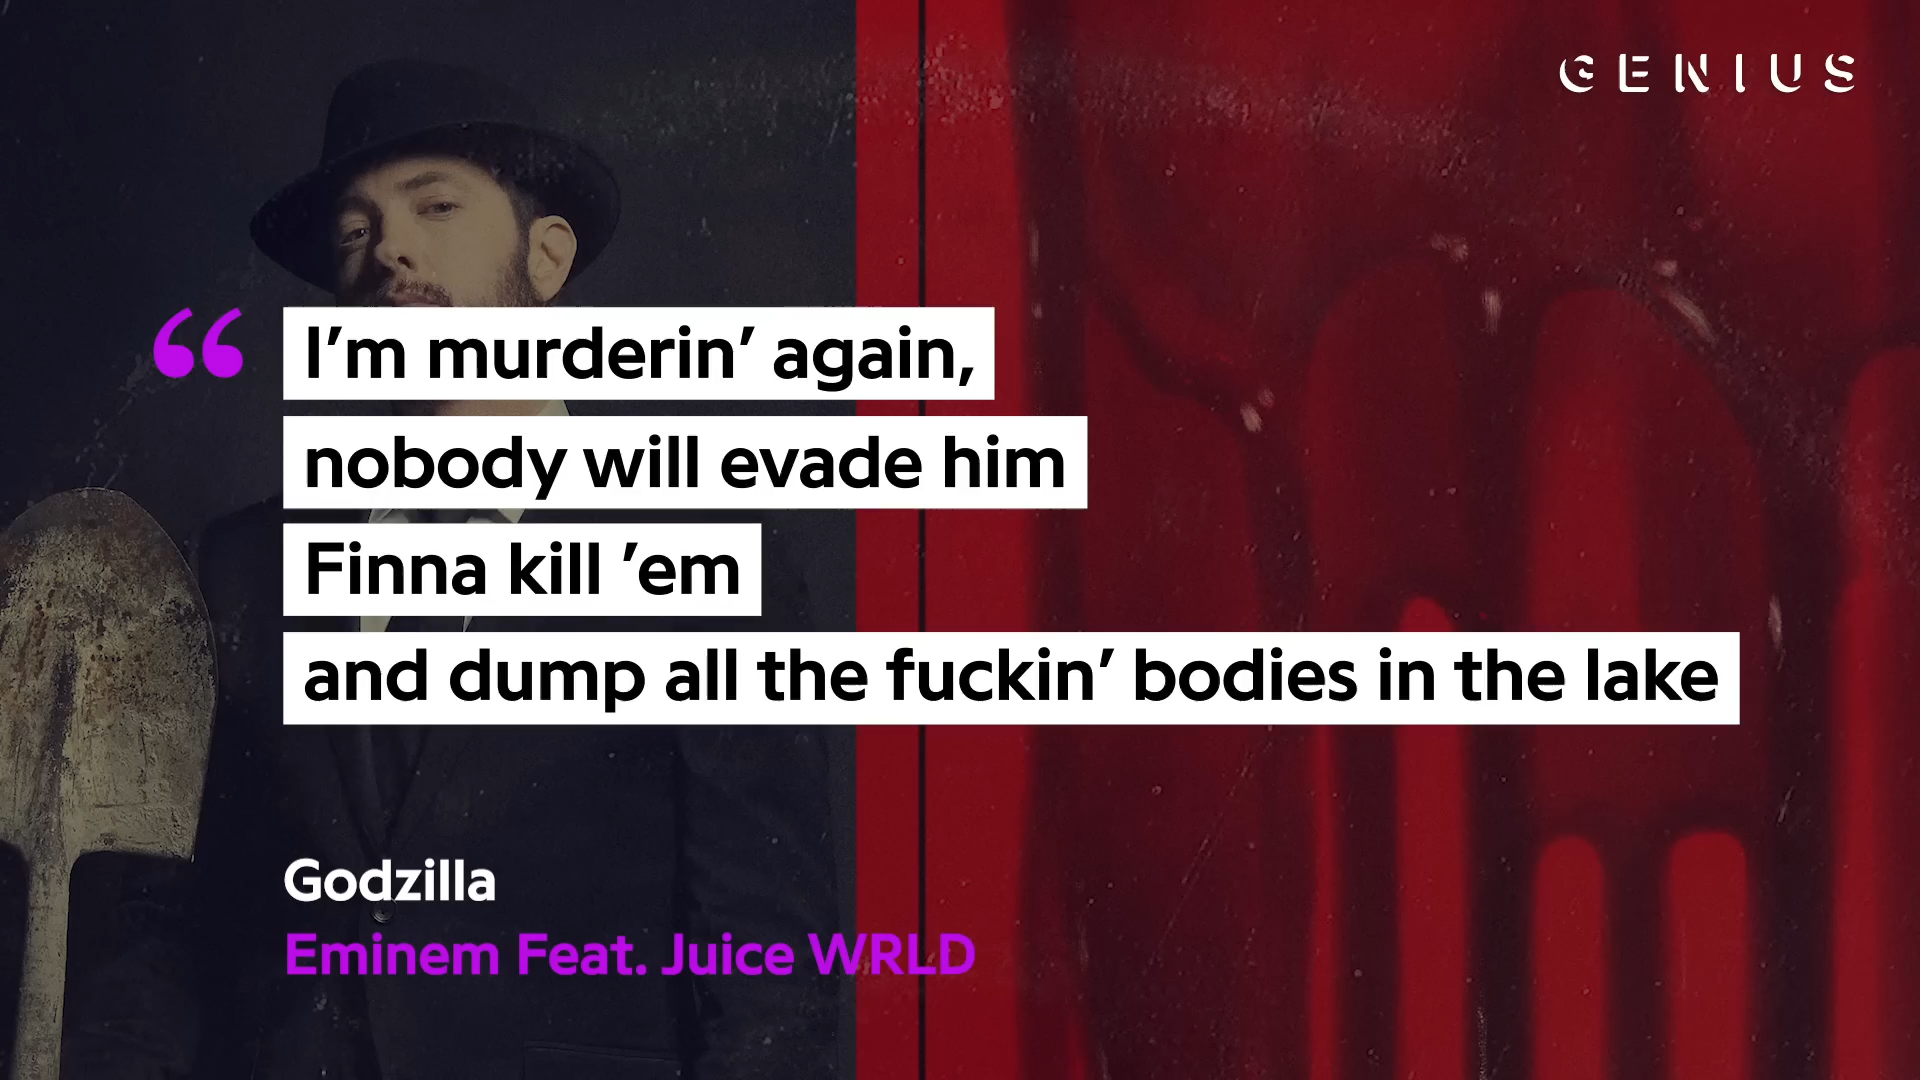 GENIUS
“
I’m murderin’ again,
nobody will evade him
Finna kill ’em
and dump all the fuckin’ bodies in the lake
Godzilla
Eminem Feat. Juice WRLD